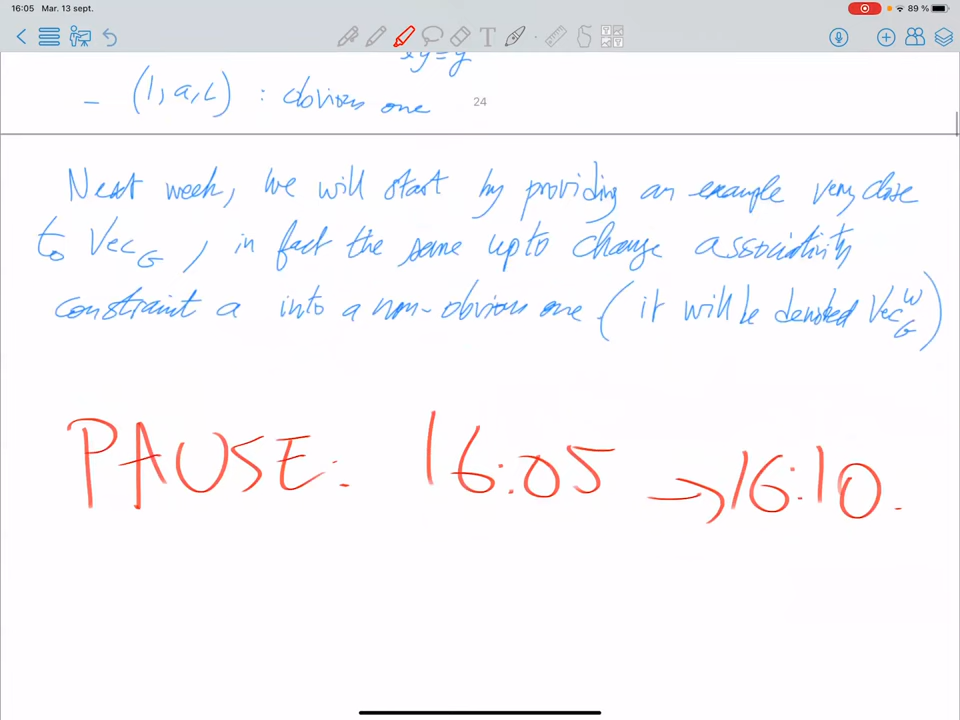 16:05 Mar. 13 sept. 89 %
T
- (1, a, ι) : obvious one 24
Next week, we will start by providing an example very close
to Vec_G, in fact the same up to change associativity
constraint a into a non-obvious one (it will be denoted Vec_G^ω)
PAUSE: 16:05 → 16:10.